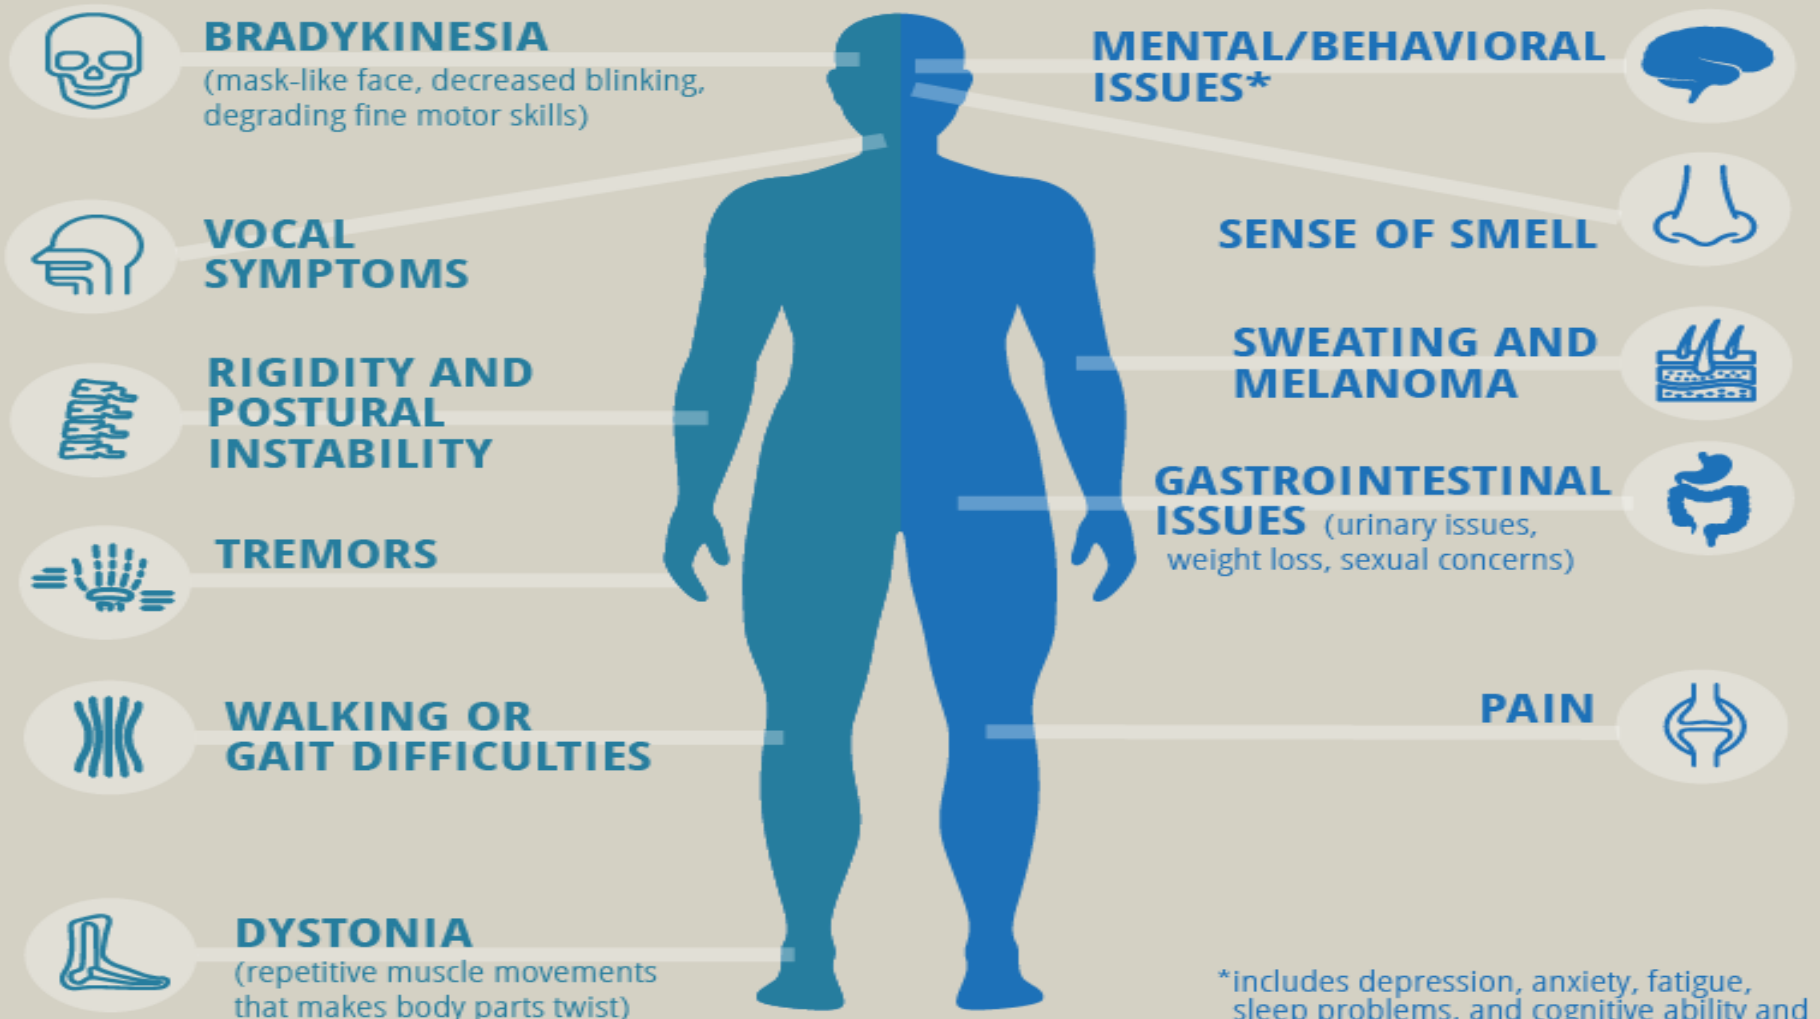 BRADYKINESIA
(mask-like face, decreased blinking,
degrading fine motor skills)
VOCAL
SYMPTOMS
RIGIDITY AND
POSTURAL
INSTABILITY
TREMORS
WALKING OR
GAIT DIFFICULTIES
DYSTONIA
(repetitive muscle movements
that makes body parts twist)
MENTAL/BEHAVIORAL
ISSUES*
SENSE OF SMELL
SWEATING AND
MELANOMA
GASTROINTESTINAL
ISSUES (urinary issues,
weight loss, sexual concerns)
PAIN
*includes depression, anxiety, fatigue,
sleep problems, and cognitive ability and